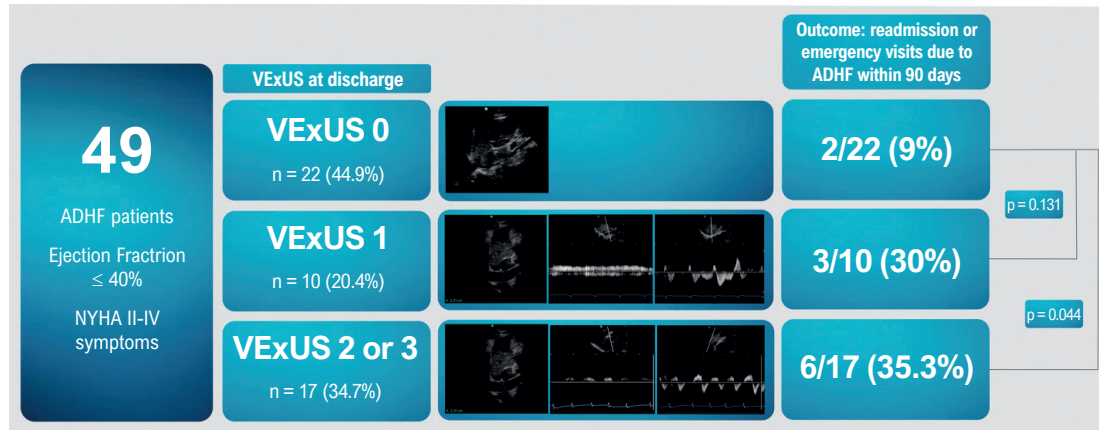 49
ADHF patients
Ejection Fractrion
≤ 40%
NYHA II-IV
symptoms
VExUS at discharge
Outcome: readmission or
emergency visits due to
ADHF within 90 days
VExUS 0
n = 22 (44.9%)
2/22 (9%)
VExUS 1
n = 10 (20.4%)
3/10 (30%)
VExUS 2 or 3
n = 17 (34.7%)
6/17 (35.3%)
p = 0.131
p = 0.044